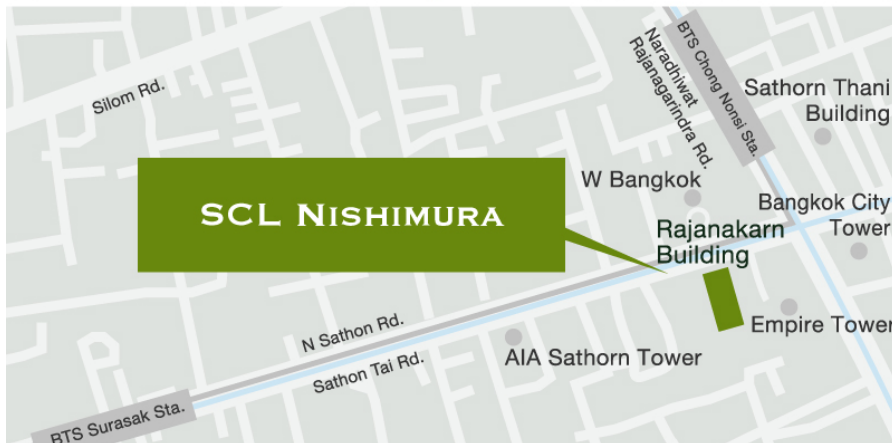 Silom Rd.
Naradhiwat
Rajanagarindra Rd.
BTS Chong Nonsi Sta.
Sathorn Thani
Building
SCL NISHIMURA
W Bangkok
Bangkok City
Tower
Rajanakarn
Building
N Sathon Rd.
Sathon Tai Rd.
AIA Sathorn Tower
Empire Tower
BTS Surasak Sta.